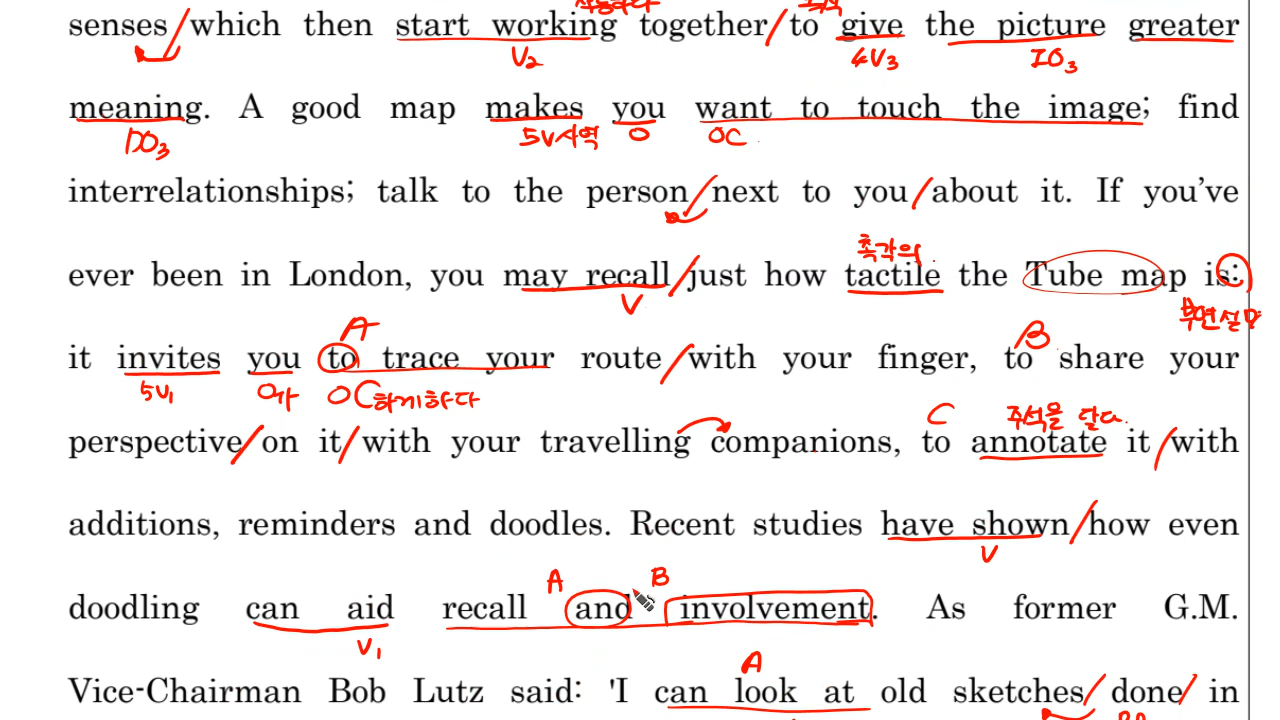 작동하다
senses/which then start working together/to give the picture greater
V₂ 4V₃ IO₃
meaning. A good map makes you want to touch the image; find
DO₃ 5V사역 O OC
interrelationships; talk to the person/next to you/about it. If you've
촉각의
ever been in London, you may recall/just how tactile the Tube map is:
V 부연설명
A B
it invites you to trace your route/with your finger, to share your
5V₁ O가 OC하게하다
C 주석을 달다.
perspective/on it/with your travelling companions, to annotate it/with
additions, reminders and doodles. Recent studies have shown/how even
V
A B
doodling can aid recall and involvement. As former G.M.
V₁
A
Vice-Chairman Bob Lutz said: 'I can look at old sketches/done/in